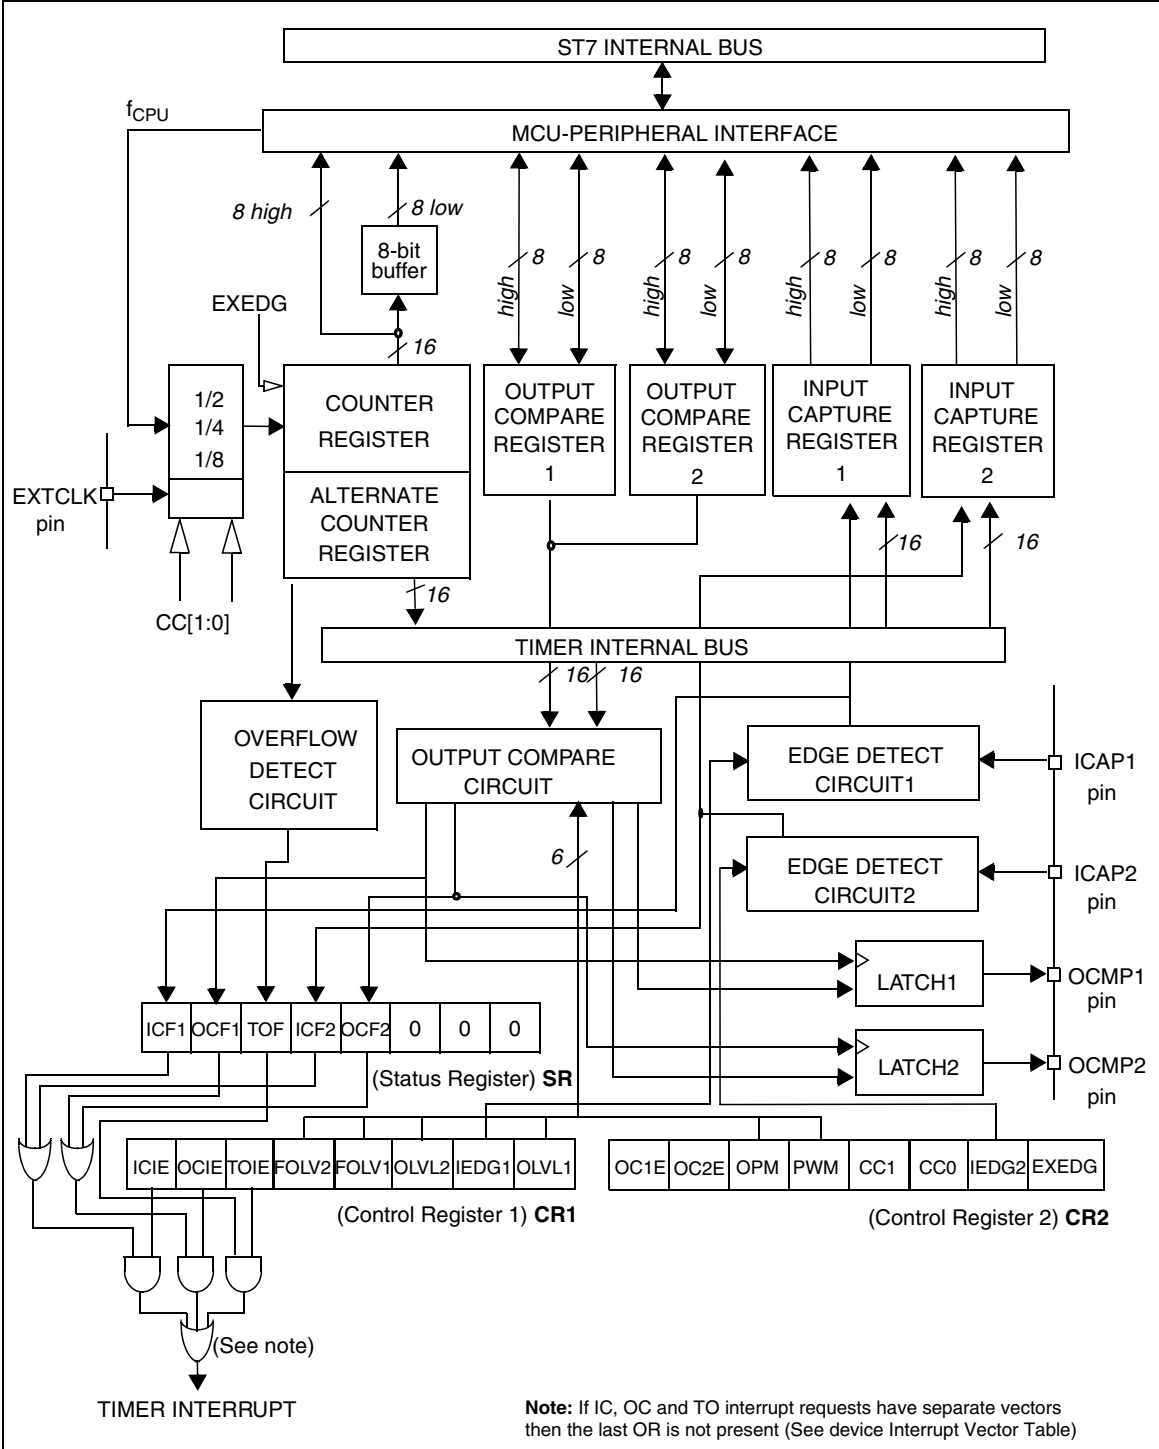 ST7 INTERNAL BUS
fCPU
MCU-PERIPHERAL INTERFACE
8 high
8 low
8-bit
buffer
8
8
8
8
8
8
8
8
high
low
high
low
high
low
high
low
EXEDG
16
1/2
1/4
1/8
COUNTER
REGISTER
OUTPUT
COMPARE
REGISTER
1
OUTPUT
COMPARE
REGISTER
2
INPUT
CAPTURE
REGISTER
1
INPUT
CAPTURE
REGISTER
2
EXTCLK
pin
ALTERNATE
COUNTER
REGISTER
16
16
16
CC[1:0]
TIMER INTERNAL BUS
16
16
OVERFLOW
DETECT
CIRCUIT
OUTPUT COMPARE
CIRCUIT
EDGE DETECT
CIRCUIT1
ICAP1
pin
6
EDGE DETECT
CIRCUIT2
ICAP2
pin
LATCH1
OCMP1
pin
ICF1 OCF1 TOF ICF2 OCF2 0 0 0
(Status Register) SR
LATCH2
OCMP2
pin
ICIE OCIE TOIE FOLV2 FOLV1 OLVL2 IEDG1 OLVL1
OC1E OC2E OPM PWM CC1 CC0 IEDG2 EXEDG
(Control Register 1) CR1
(Control Register 2) CR2
(See note)
TIMER INTERRUPT
Note: If IC, OC and TO interrupt requests have separate vectors
then the last OR is not present (See device Interrupt Vector Table)